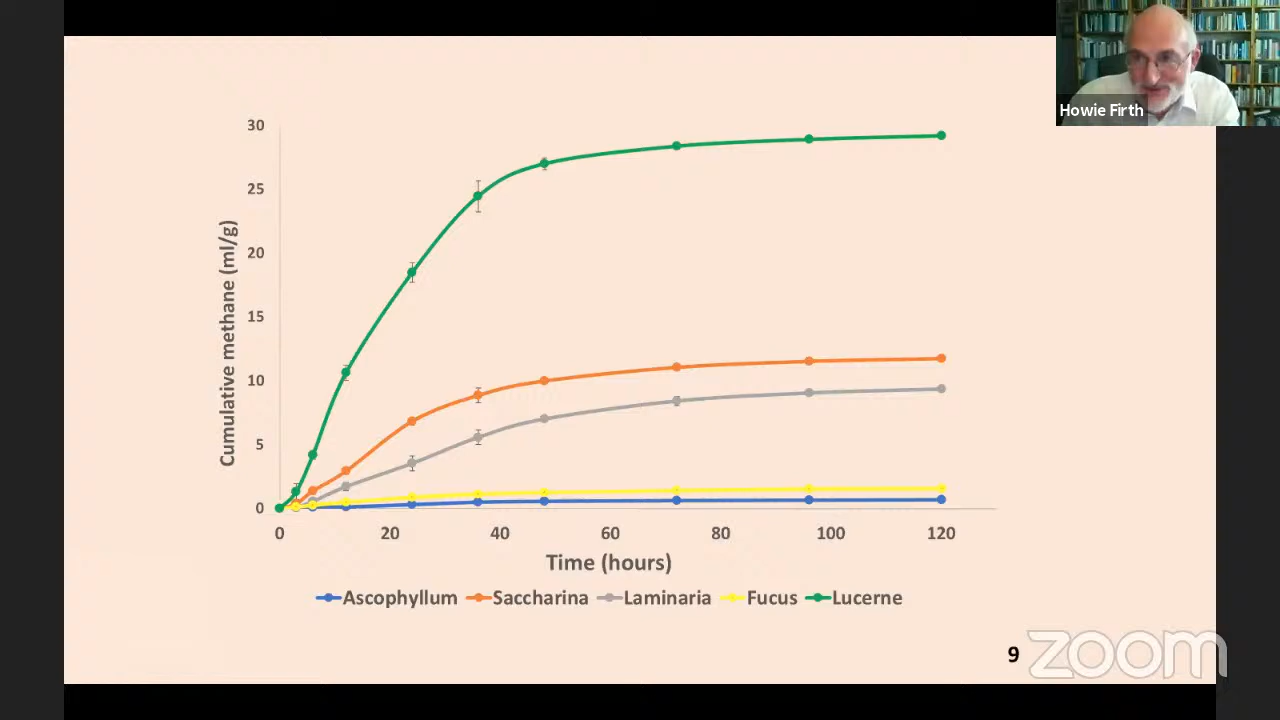 Howie Firth
30
25
20
15
10
5
0
Cumulative methane (ml/g)
0 20 40 60 80 100 120
Time (hours)
Ascophyllum Saccharina Laminaria Fucus Lucerne
9
zoom